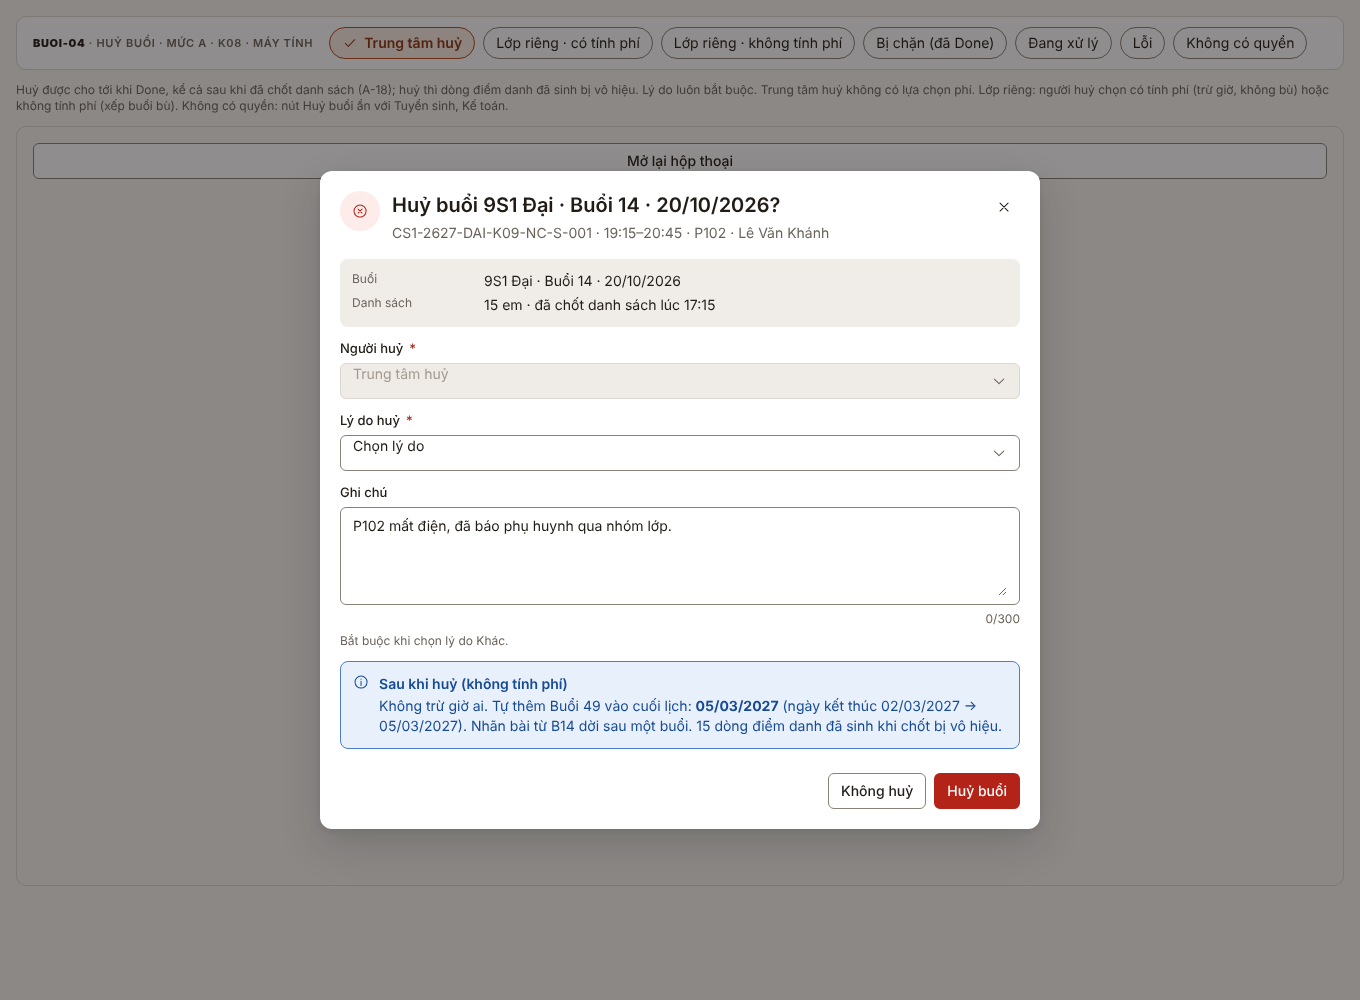 BUOI-04 · HUỶ BUỔI · MỨC A · K08 · MÁY TÍNH
Trung tâm huỷ
Lớp riêng · có tính phí
Lớp riêng · không tính phí
Bị chặn (đã Done)
Đang xử lý
Lỗi
Không có quyền
Huỷ được cho tới khi Done, kể cả sau khi đã chốt danh sách (A-18); huỷ thì dòng điểm danh đã sinh bị vô hiệu. Lý do luôn bắt buộc. Trung tâm huỷ không có lựa chọn phí. Lớp riêng: người huỷ chọn có tính phí (trừ giờ, không bù) hoặc
không tính phí (xếp buổi bù). Không có quyền: nút Huỷ buổi ẩn với Tuyển sinh, Kế toán.
Mở lại hộp thoại
Huỷ buổi 9S1 Đại · Buổi 14 · 20/10/2026?
CS1-2627-DAI-K09-NC-S-001 · 19:15–20:45 · P102 · Lê Văn Khánh
Buổi
9S1 Đại · Buổi 14 · 20/10/2026
Danh sách
15 em · đã chốt danh sách lúc 17:15
Người huỷ *
Trung tâm huỷ
Lý do huỷ *
Chọn lý do
Ghi chú
P102 mất điện, đã báo phụ huynh qua nhóm lớp.
0/300
Bắt buộc khi chọn lý do Khác.
Sau khi huỷ (không tính phí)
Không trừ giờ ai. Tự thêm Buổi 49 vào cuối lịch: 05/03/2027 (ngày kết thúc 02/03/2027 →
05/03/2027). Nhãn bài từ B14 dời sau một buổi. 15 dòng điểm danh đã sinh khi chốt bị vô hiệu.
Không huỷ
Huỷ buổi